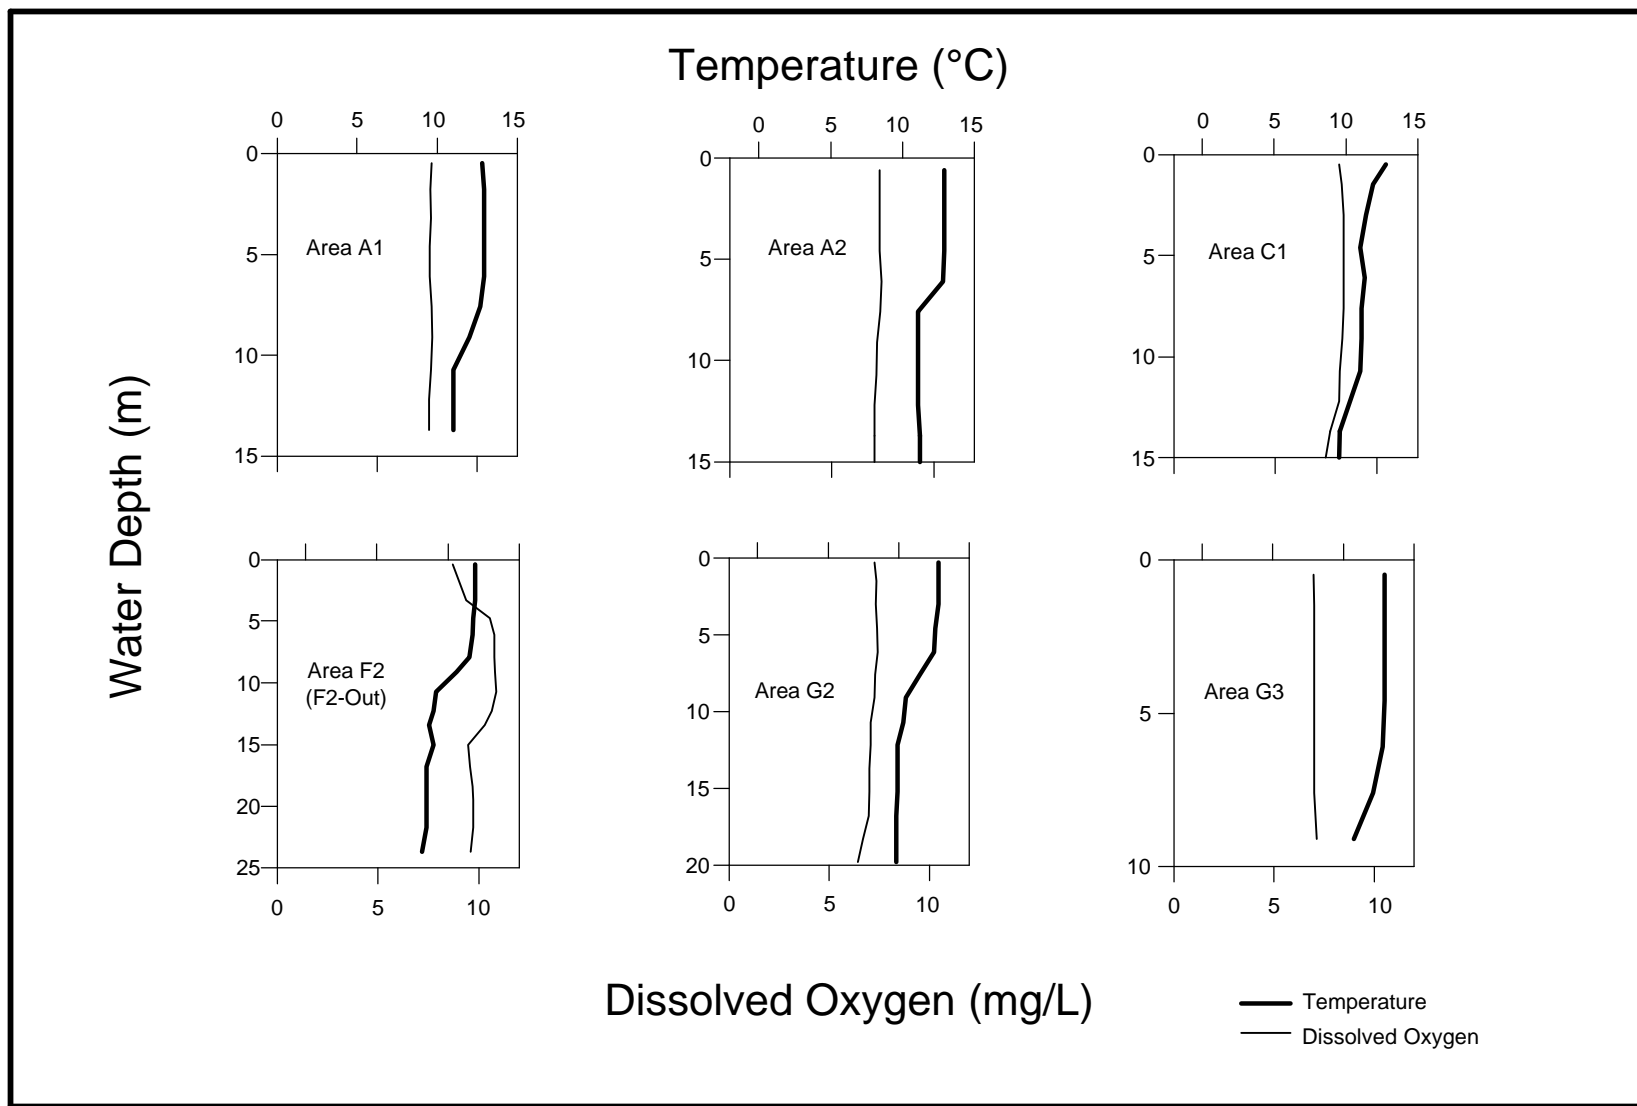 Temperature (°C)
0 5 10 15
0 5 10 15
0 5 10 15
0
5
10
15
Area A1
0
5
10
15
Area A2
0
5
10
15
Area C1
Water Depth (m)
0
5
10
15
20
25
Area F2
(F2-Out)
0 5 10
0
5
10
15
20
Area G2
0 5 10
0
5
10
Area G3
0 5 10
Dissolved Oxygen (mg/L)
Temperature
Dissolved Oxygen